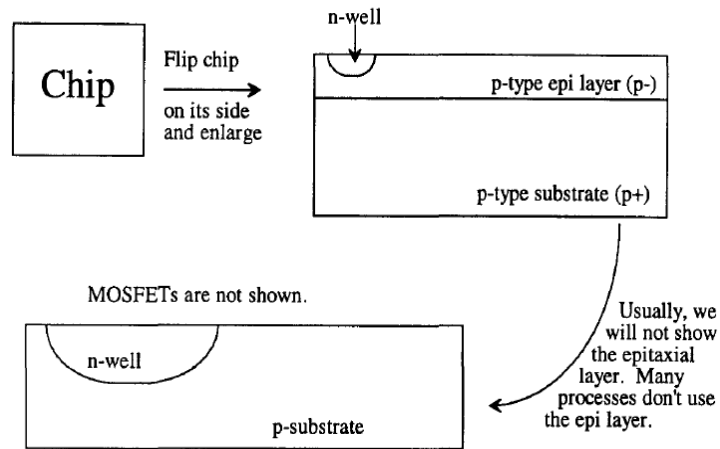 n-well
Chip
Flip chip
on its side
and enlarge
p-type epi layer (p-)
p-type substrate (p+)
MOSFETs are not shown.
n-well
p-substrate
Usually, we
will not show
the epitaxial
layer. Many
processes don't use
the epi layer.